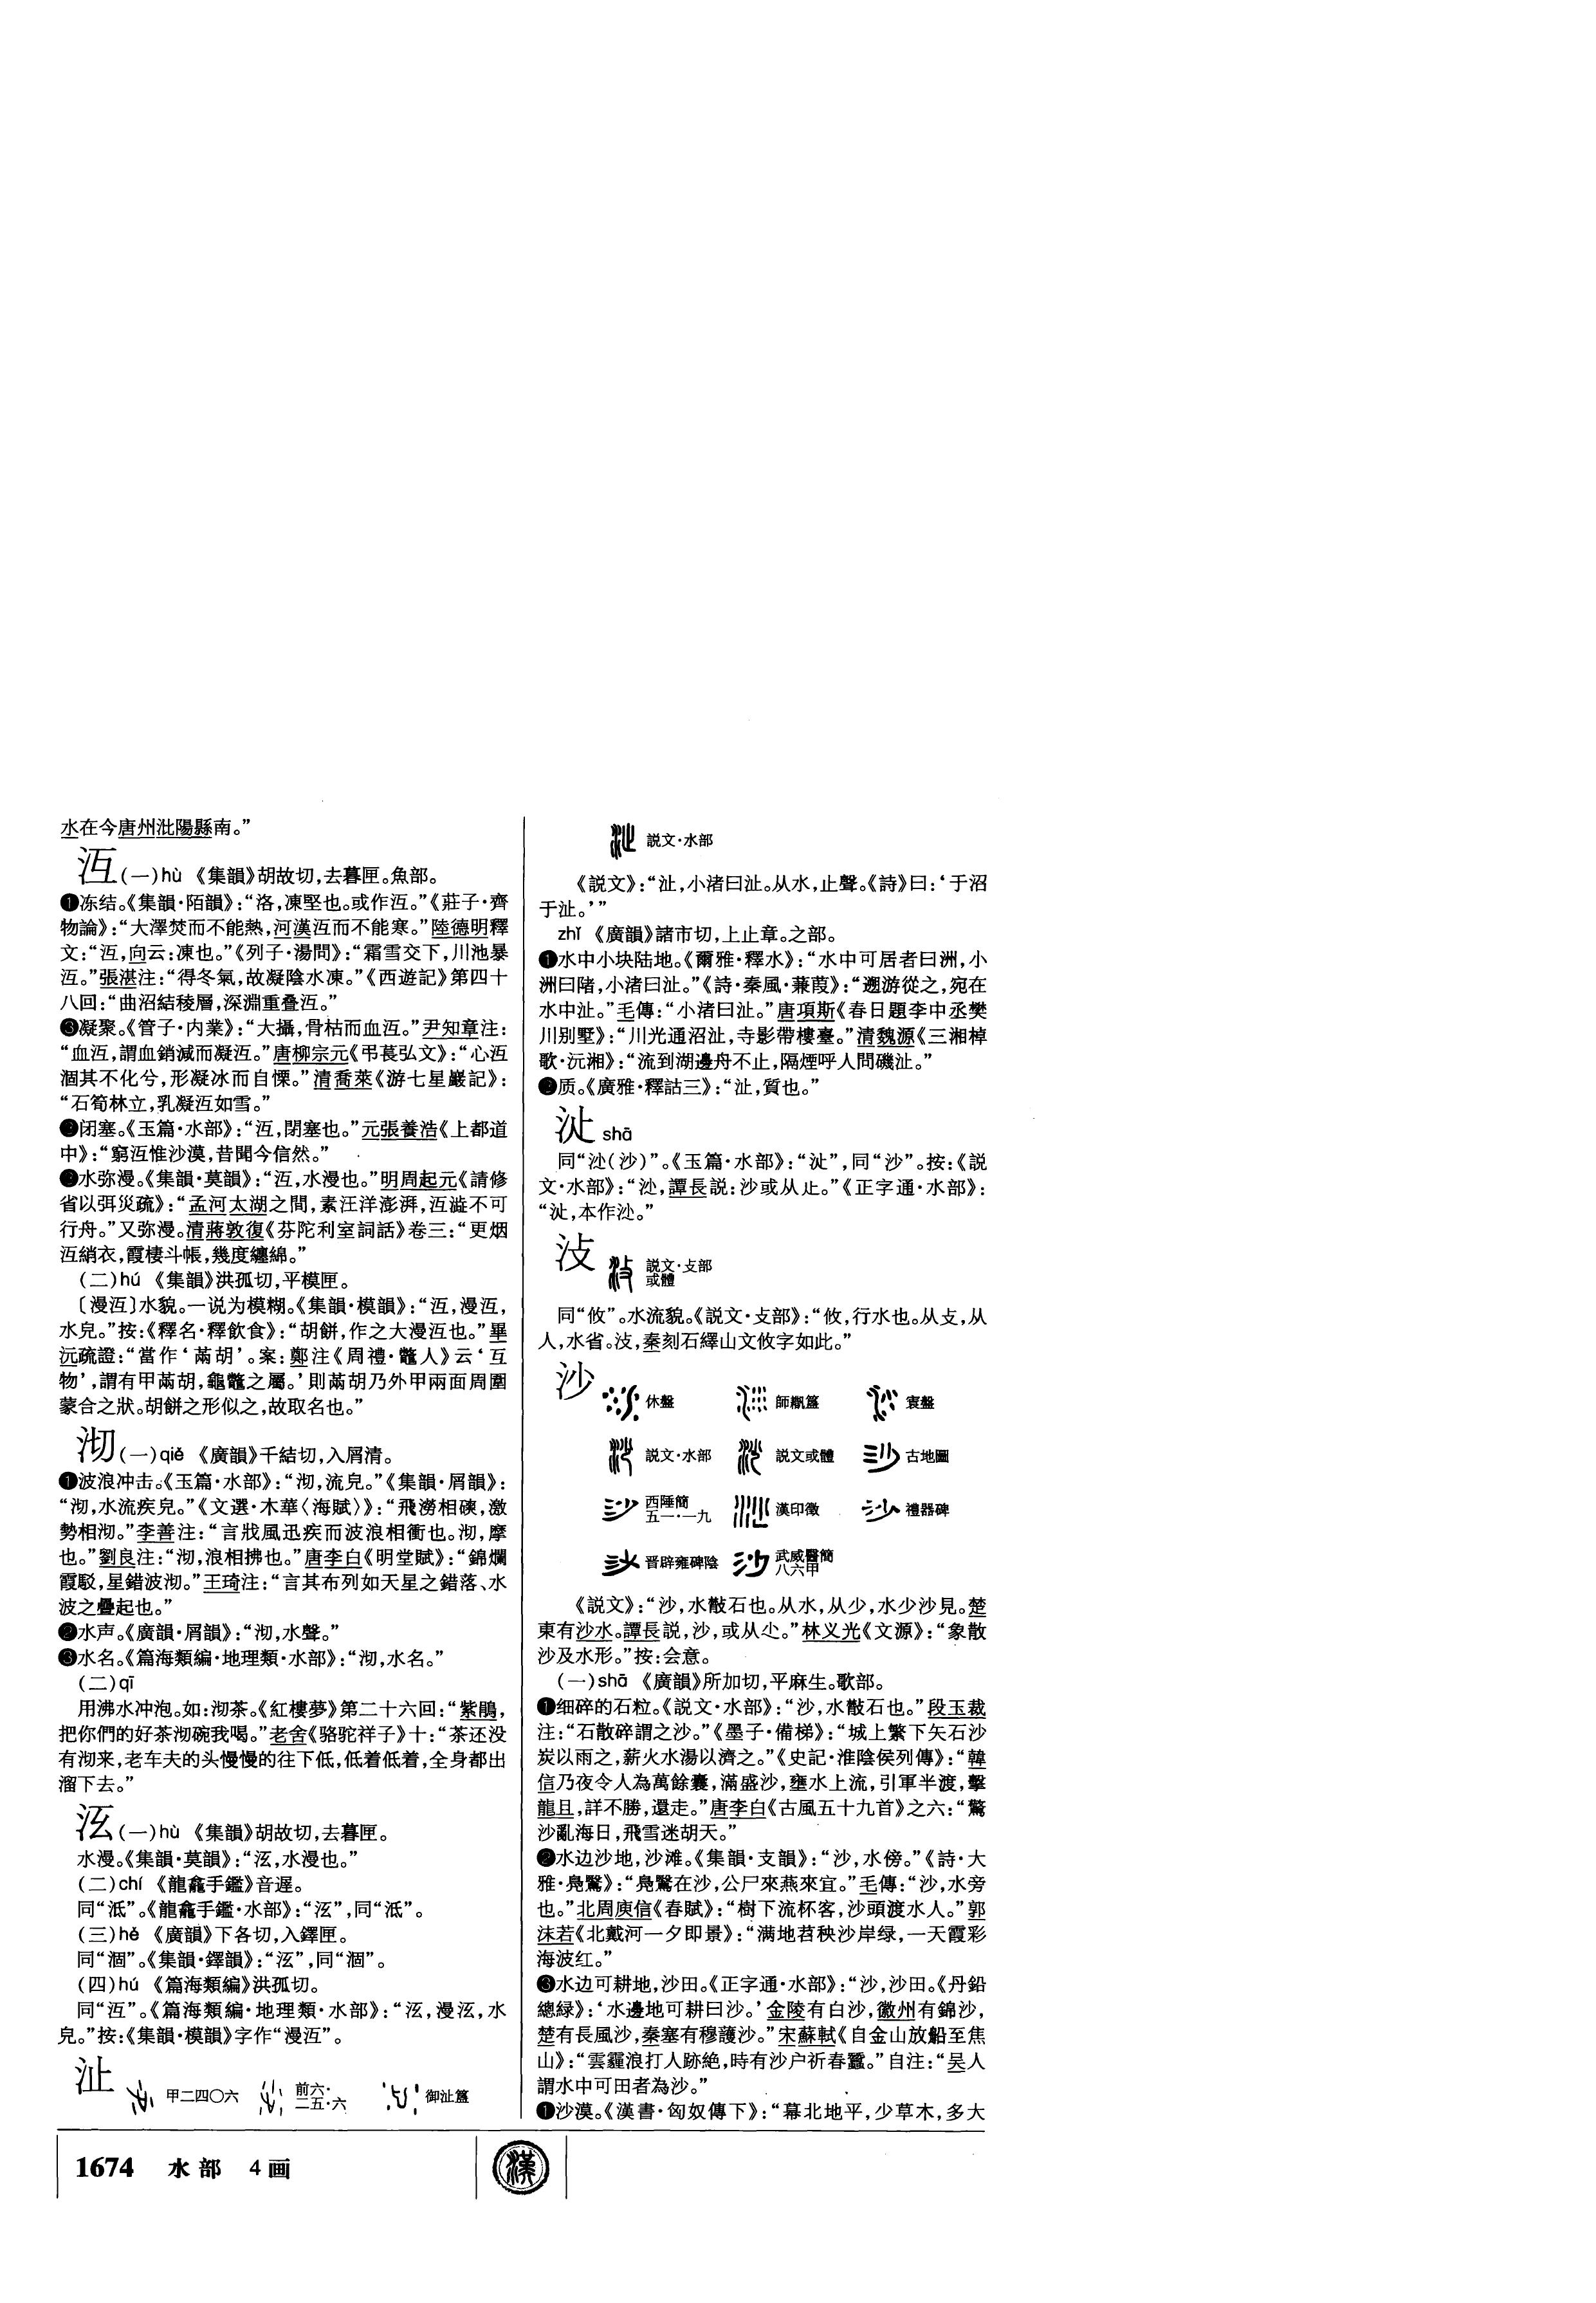 水在今唐州沘陽縣南。”
沍(一)hù 《集韻》胡故切,去暮匣。魚部。
❶冻结。《集韻·陌韻》:“洛,凍堅也。或作沍。”《莊子·齊
物論》:“大澤焚而不能熱,河漢沍而不能寒。”陸德明釋
文:“沍,向云:凍也。”《列子·湯問》:“霜雪交下,川池暴
沍。”張湛注:“得冬氣,故凝陰水凍。”《西遊記》第四十
八回:“曲沼結稜層,深淵重叠沍。”
凝聚。《管子·内業》:“大攝,骨枯而血沍。”尹知章注:
“血沍,謂血銷減而凝沍。”唐柳宗元《弔萇弘文》:“心沍
涸其不化兮,形凝冰而自慄。”清喬萊《游七星巖記》:
“石筍林立,乳凝沍如雪。”
闭塞。《玉篇·水部》:“沍,閉塞也。”元張養浩《上都道
中》:“窮沍惟沙漠,昔聞今信然。”
水弥漫。《集韻·莫韻》:“沍,水漫也。”明周起元《請修
省以弭災疏》:“孟河太湖之間,素汪洋澎湃,沍澁不可
行舟。”又弥漫。清蔣敦復《芬陀利室詞話》卷三:“更烟
沍綃衣,霞棲斗帳,幾度纏綿。”
(二)hú 《集韻》洪孤切,平模匣。
〔漫沍〕水貌。一说为模糊。《集韻·模韻》:“沍,漫沍,
水皃。”按:《釋名·釋飲食》:“胡餅,作之大漫沍也。”畢
沅疏證:“當作‘㒼胡’。案:鄭注《周禮·鼈人》云‘互
物’,謂有甲㒼胡,龜鼈之屬。’則㒼胡乃外甲兩面周圍
蒙合之狀。胡餅之形似之,故取名也。”
沏(一)qiè 《廣韻》千結切,入屑清。
❶波浪冲击。《玉篇·水部》:“沏,流皃。”《集韻·屑韻》:
“沏,水流疾皃。”《文選·木華〈海賦〉》:“飛澇相磢,激
勢相沏。”李善注:“言戕風迅疾而波浪相衝也。沏,摩
也。”劉良注:“沏,浪相拂也。”唐李白《明堂賦》:“錦爛
霞駁,星錯波沏。”王琦注:“言其布列如天星之錯落、水
波之疊起也。”
❷水声。《廣韻·屑韻》:“沏,水聲。”
❸水名。《篇海類編·地理類·水部》:“沏,水名。”
(二)qī
用沸水冲泡。如:沏茶。《紅樓夢》第二十六回:“紫鵑,
把你們的好茶沏碗我喝。”老舍《骆驼祥子》十:“茶还没
有沏来,老车夫的头慢慢的往下低,低着低着,全身都出
溜下去。”
泫(一)hù 《集韻》胡故切,去暮匣。
水漫。《集韻·莫韻》:“泫,水漫也。”
(二)chí 《龍龕手鑑》音遲。
同“泜”。《龍龕手鑑·水部》:“泫”,同“泜”。
(三)hé 《廣韻》下各切,入鐸匣。
同“涸”。《集韻·鐸韻》:“泫”,同“涸”。
(四)hú 《篇海類編》洪孤切。
同“沍”。《篇海類編·地理類·水部》:“泫,漫泫,水
皃。”按:《集韻·模韻》字作“漫沍”。
沚 甲二四〇六 前六·二五·六 御沚簋
説文·水部
《説文》:“沚,小渚曰沚。从水,止聲。《詩》曰:‘于沼
于沚。’”
zhǐ 《廣韻》諸市切,上止章。之部。
❶水中小块陆地。《爾雅·釋水》:“水中可居者曰洲,小
洲曰陼,小渚曰沚。”《詩·秦風·蒹葭》:“遡游從之,宛在
水中沚。”毛傳:“小渚曰沚。”唐項斯《春日題李中丞樊
川别墅》:“川光通沼沚,寺影帶樓臺。”清魏源《三湘棹
歌·沅湘》:“流到湖邊舟不止,隔煙呼人問磯沚。”
❷质。《廣雅·釋詁三》:“沚,質也。”
shā
同“沙”。《玉篇·水部》:同“沙”。按:《説
文·水部》:譚長説:沙或从。”《正字通·水部》:
本作
汥 説文·攴部或體
同“攸”。水流貌。《説文·攴部》:“攸,行水也。从攴,从
人,水省。汥,秦刻石繹山文攸字如此。”
沙 休盤 師𩛥簋 寰盤
説文·水部 説文或體 古地圖
西陲簡五一·一九 漢印徵 禮器碑
晋辟雍碑陰 武威醫簡八六甲
《説文》:“沙,水散石也。从水,从少,水少沙見。楚
東有沙水。譚長説,沙,或从尐。”林义光《文源》:“象散
沙及水形。”按:会意。
(一)shā 《廣韻》所加切,平麻生。歌部。
❶细碎的石粒。《説文·水部》:“沙,水散石也。”段玉裁
注:“石散碎謂之沙。”《墨子·備梯》:“城上繁下矢石沙
炭以雨之,薪火水湯以濟之。”《史記·淮陰侯列傳》:“韓
信乃夜令人為萬餘囊,滿盛沙,壅水上流,引軍半渡,擊
龍且,詳不勝,還走。”唐李白《古風五十九首》之六:“驚
沙亂海日,飛雪迷胡天。”
❷水边沙地,沙滩。《集韻·支韻》:“沙,水傍。”《詩·大
雅·鳧鷖》:“鳧鷖在沙,公尸來燕來宜。”毛傳:“沙,水旁
也。”北周庾信《春賦》:“樹下流杯客,沙頭渡水人。”郭
沫若《北戴河一夕即景》:“满地苕秧沙岸绿,一天霞彩
海波红。”
❸水边可耕地,沙田。《正字通·水部》:“沙,沙田。《丹鉛
總緑》:‘水邊地可耕曰沙。’金陵有白沙,徽州有錦沙,
楚有長風沙,秦塞有穆護沙。”宋蘇軾《自金山放船至焦
山》:“雲霾浪打人跡絶,時有沙户祈春蠶。”自注:“吴人
謂水中可田者為沙。”
沙漠。《漢書·匈奴傳下》:“幕北地平,少草木,多大
1674 水部 4画
漢